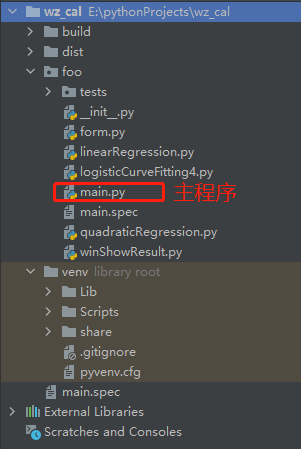 wz_cal E:\pythonProjects\wz_cal
build
dist
foo
tests
__init__.py
form.py
linearRegression.py
logisticCurveFitting4.py
main.py 主程序
main.spec
quadraticRegression.py
winShowResult.py
venv library root
Lib
Scripts
share
.gitignore
pyvenv.cfg
main.spec
External Libraries
Scratches and Consoles